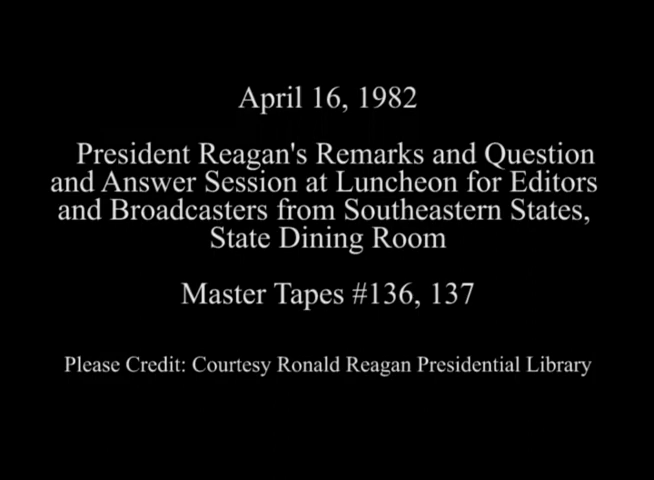 April 16, 1982
President Reagan's Remarks and Question
and Answer Session at Luncheon for Editors
and Broadcasters from Southeastern States,
State Dining Room
Master Tapes #136, 137
Please Credit: Courtesy Ronald Reagan Presidential Library